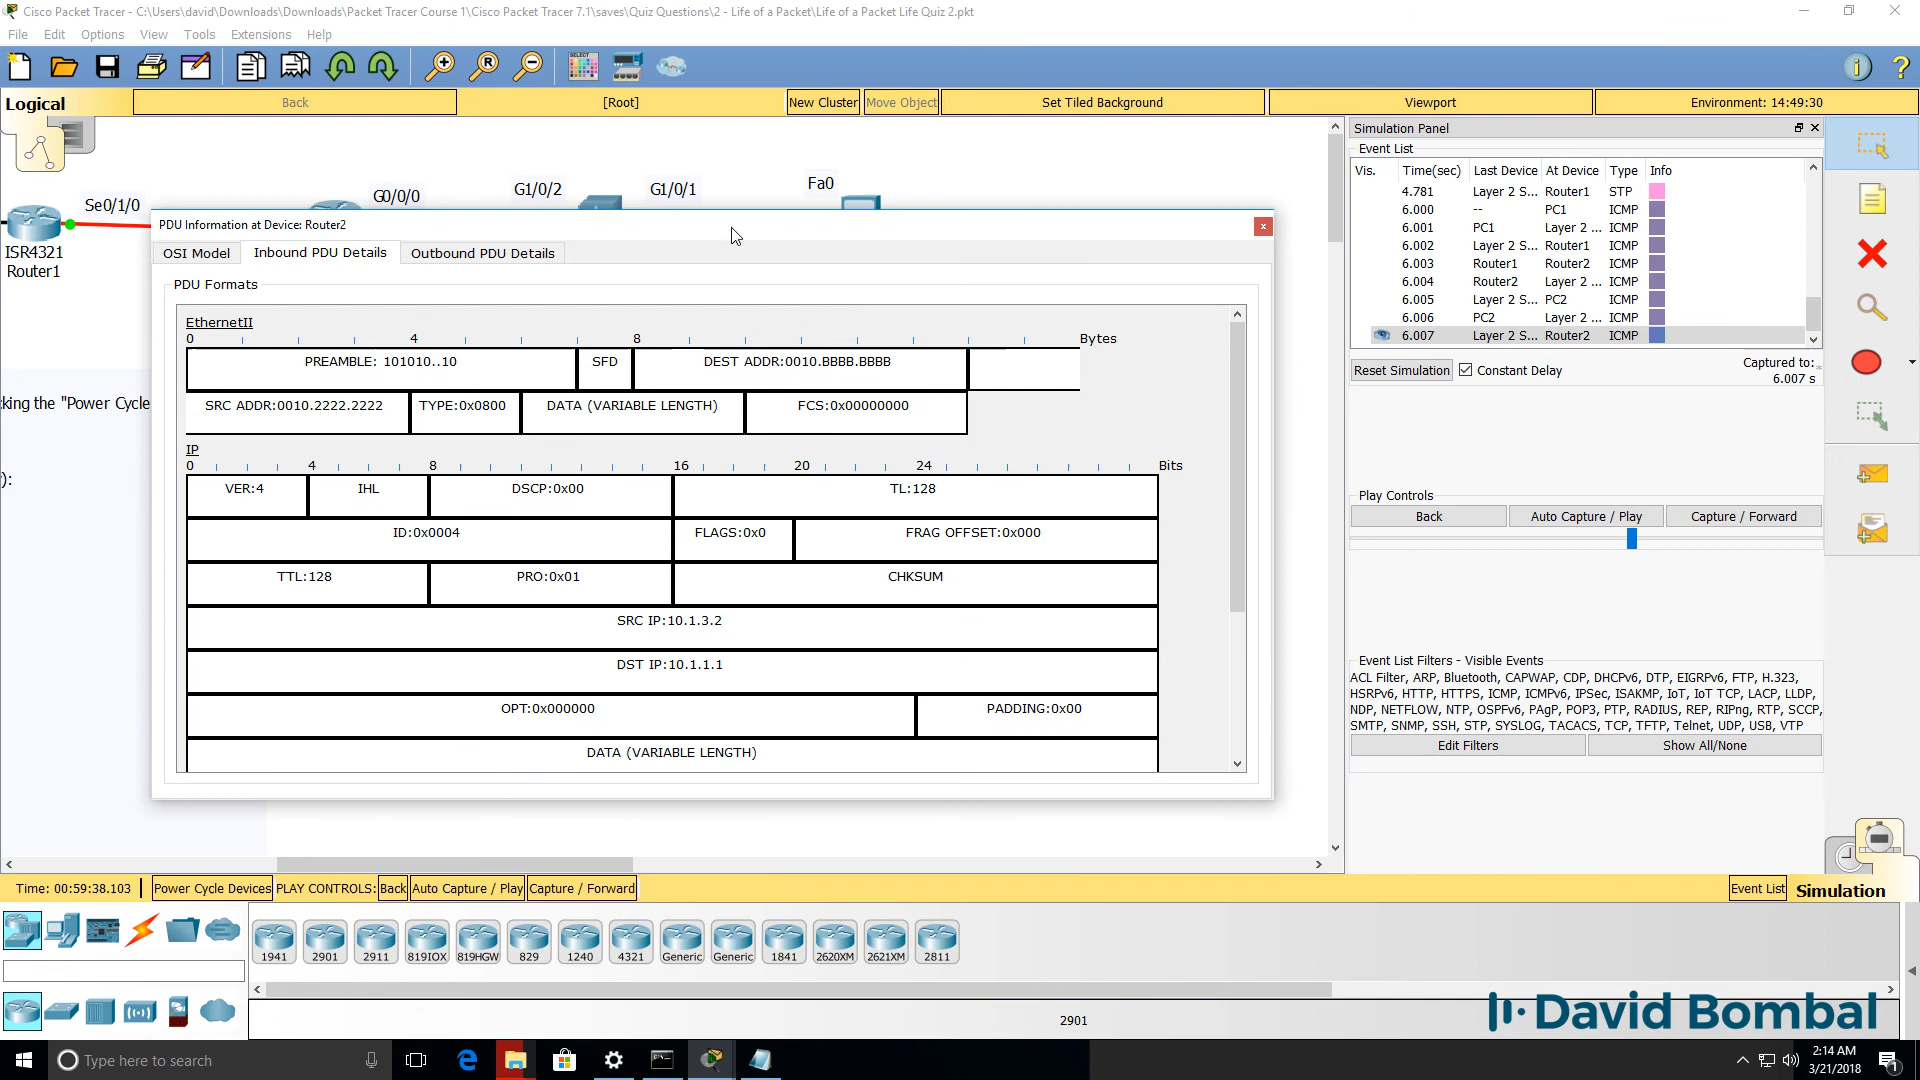 Cisco Packet Tracer - C:\Users\david\Downloads\Downloads\Packet Tracer Course 1\Cisco Packet Tracer 7.1\saves\Quiz Questions\2 - Life of a Packet\Life of a Packet Life Quiz 2.pkt
File Edit Options View Tools Extensions Help
Logical Back [Root] New Cluster Move Object Set Tiled Background Viewport Environment: 14:49:30
Se0/1/0 G0/0/0 G1/0/2 G1/0/1 Fa0
ISR4321
Router1
king the "Power Cycle
):
PDU Information at Device: Router2
OSI Model Inbound PDU Details Outbound PDU Details
PDU Formats
EthernetII
0 4 8 Bytes
PREAMBLE: 101010..10 SFD DEST ADDR:0010.BBBB.BBBB
SRC ADDR:0010.2222.2222 TYPE:0x0800 DATA (VARIABLE LENGTH) FCS:0x00000000
IP
0 4 8 16 20 24 Bits
VER:4 IHL DSCP:0x00 TL:128
ID:0x0004 FLAGS:0x0 FRAG OFFSET:0x000
TTL:128 PRO:0x01 CHKSUM
SRC IP:10.1.3.2
DST IP:10.1.1.1
OPT:0x000000 PADDING:0x00
DATA (VARIABLE LENGTH)
Simulation Panel
Event List
Vis. Time(sec) Last Device At Device Type Info
4.781 Layer 2 S... Router1 STP
6.000 -- PC1 ICMP
6.001 PC1 Layer 2 ... ICMP
6.002 Layer 2 S... Router1 ICMP
6.003 Router1 Router2 ICMP
6.004 Router2 Layer 2 ... ICMP
6.005 Layer 2 S... PC2 ICMP
6.006 PC2 Layer 2 ... ICMP
6.007 Layer 2 S... Router2 ICMP
Reset Simulation Constant Delay Captured to:
6.007 s
Play Controls
Back Auto Capture / Play Capture / Forward
Event List Filters - Visible Events
ACL Filter, ARP, Bluetooth, CAPWAP, CDP, DHCPv6, DTP, EIGRPv6, FTP, H.323,
HSRPv6, HTTP, HTTPS, ICMP, ICMPv6, IPSec, ISAKMP, IoT, IoT TCP, LACP, LLDP,
NDP, NETFLOW, NTP, OSPFv6, PAgP, POP3, PTP, RADIUS, REP, RIPng, RTP, SCCP,
SMTP, SNMP, SSH, STP, SYSLOG, TACACS, TCP, TFTP, Telnet, UDP, USB, VTP
Edit Filters Show All/None
Time: 00:59:38.103 Power Cycle Devices PLAY CONTROLS: Back Auto Capture / Play Capture / Forward Event List Simulation
SELECT
1941 2901 2911 819IOX 819HGW 829 1240 4321 Generic Generic 1841 2620XM 2621XM 2811
2901
David Bombal
Type here to search
2:14 AM
3/21/2018
1